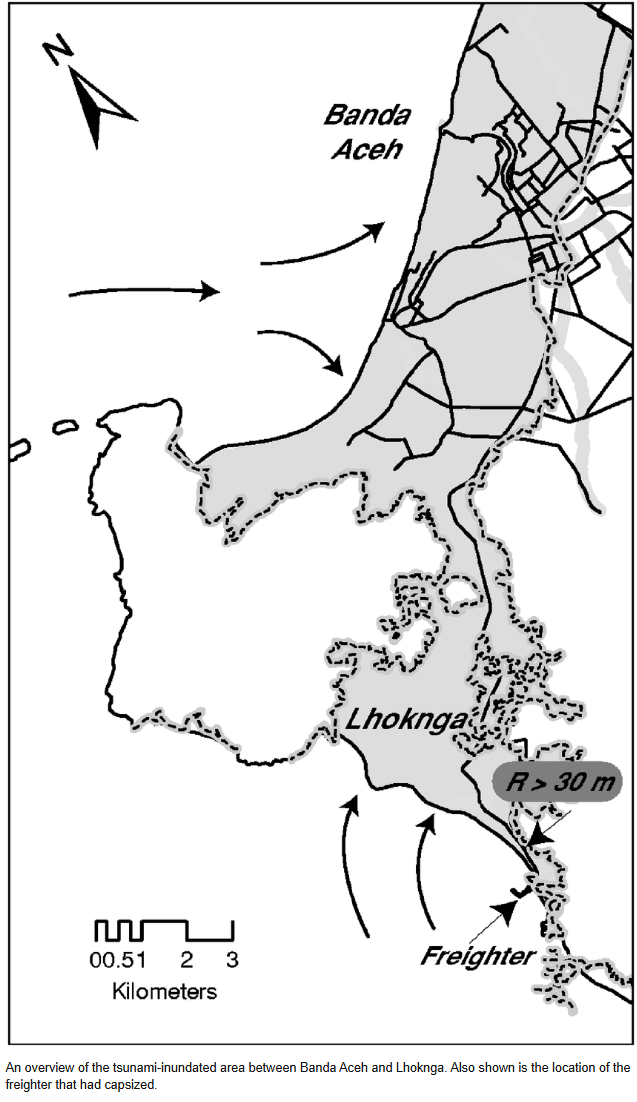 N
Banda
Aceh
Lhoknga
R > 30 m
Freighter
00.51 2 3
Kilometers
An overview of the tsunami-inundated area between Banda Aceh and Lhoknga. Also shown is the location of the
freighter that had capsized.